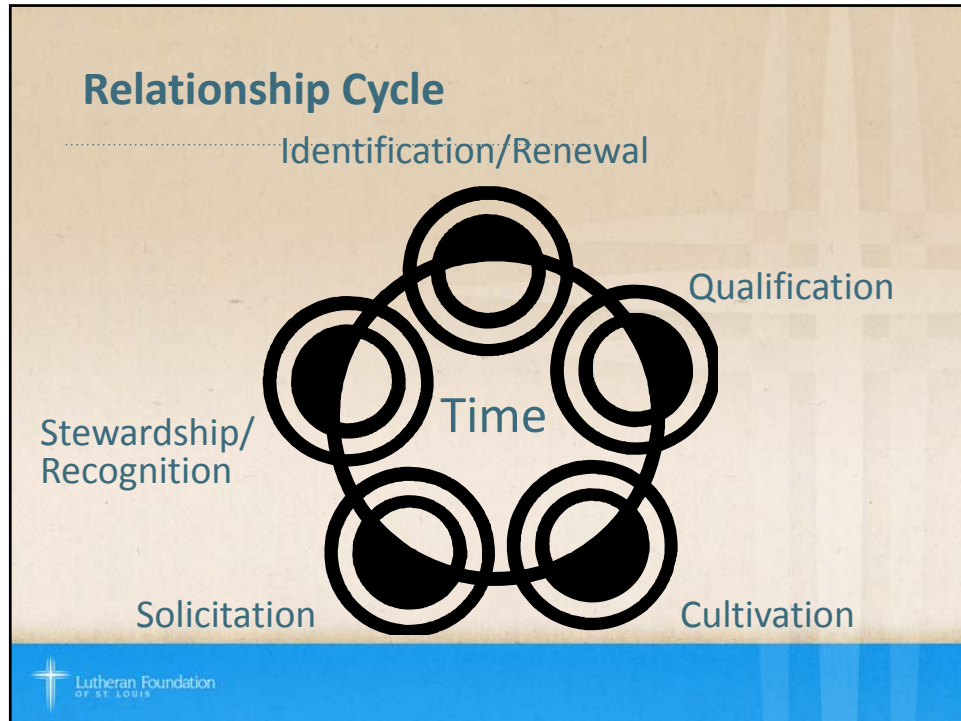 Relationship Cycle
Identification/Renewal
Qualification
Time
Stewardship/
Recognition
Solicitation
Cultivation
Lutheran Foundation
OF ST. LOUIS